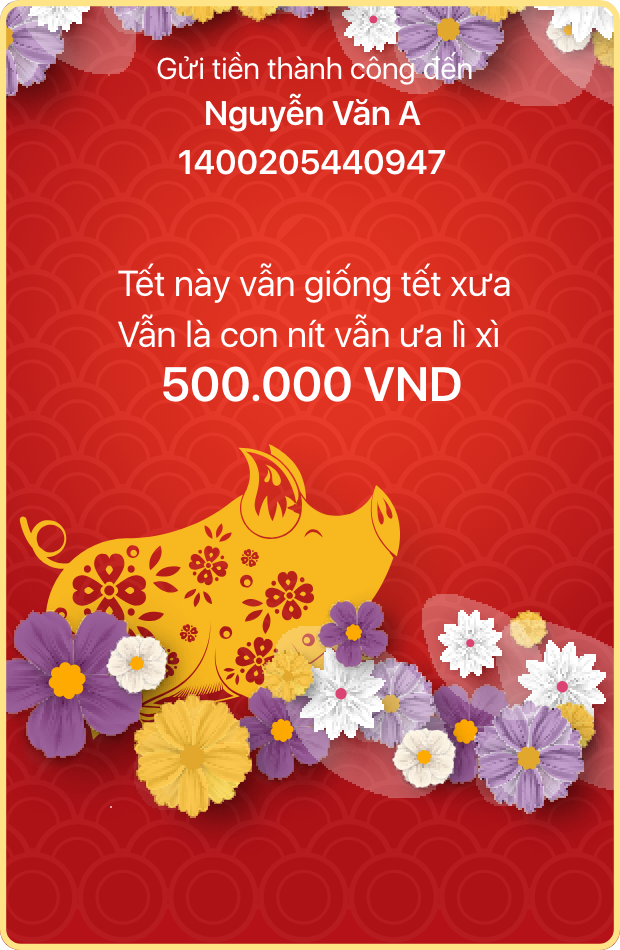 Gửi tiền thành công đến
Nguyễn Văn A
1400205440947
Tết này vẫn giống tết xưa
Vẫn là con nít vẫn ưa lì xì
500.000 VND